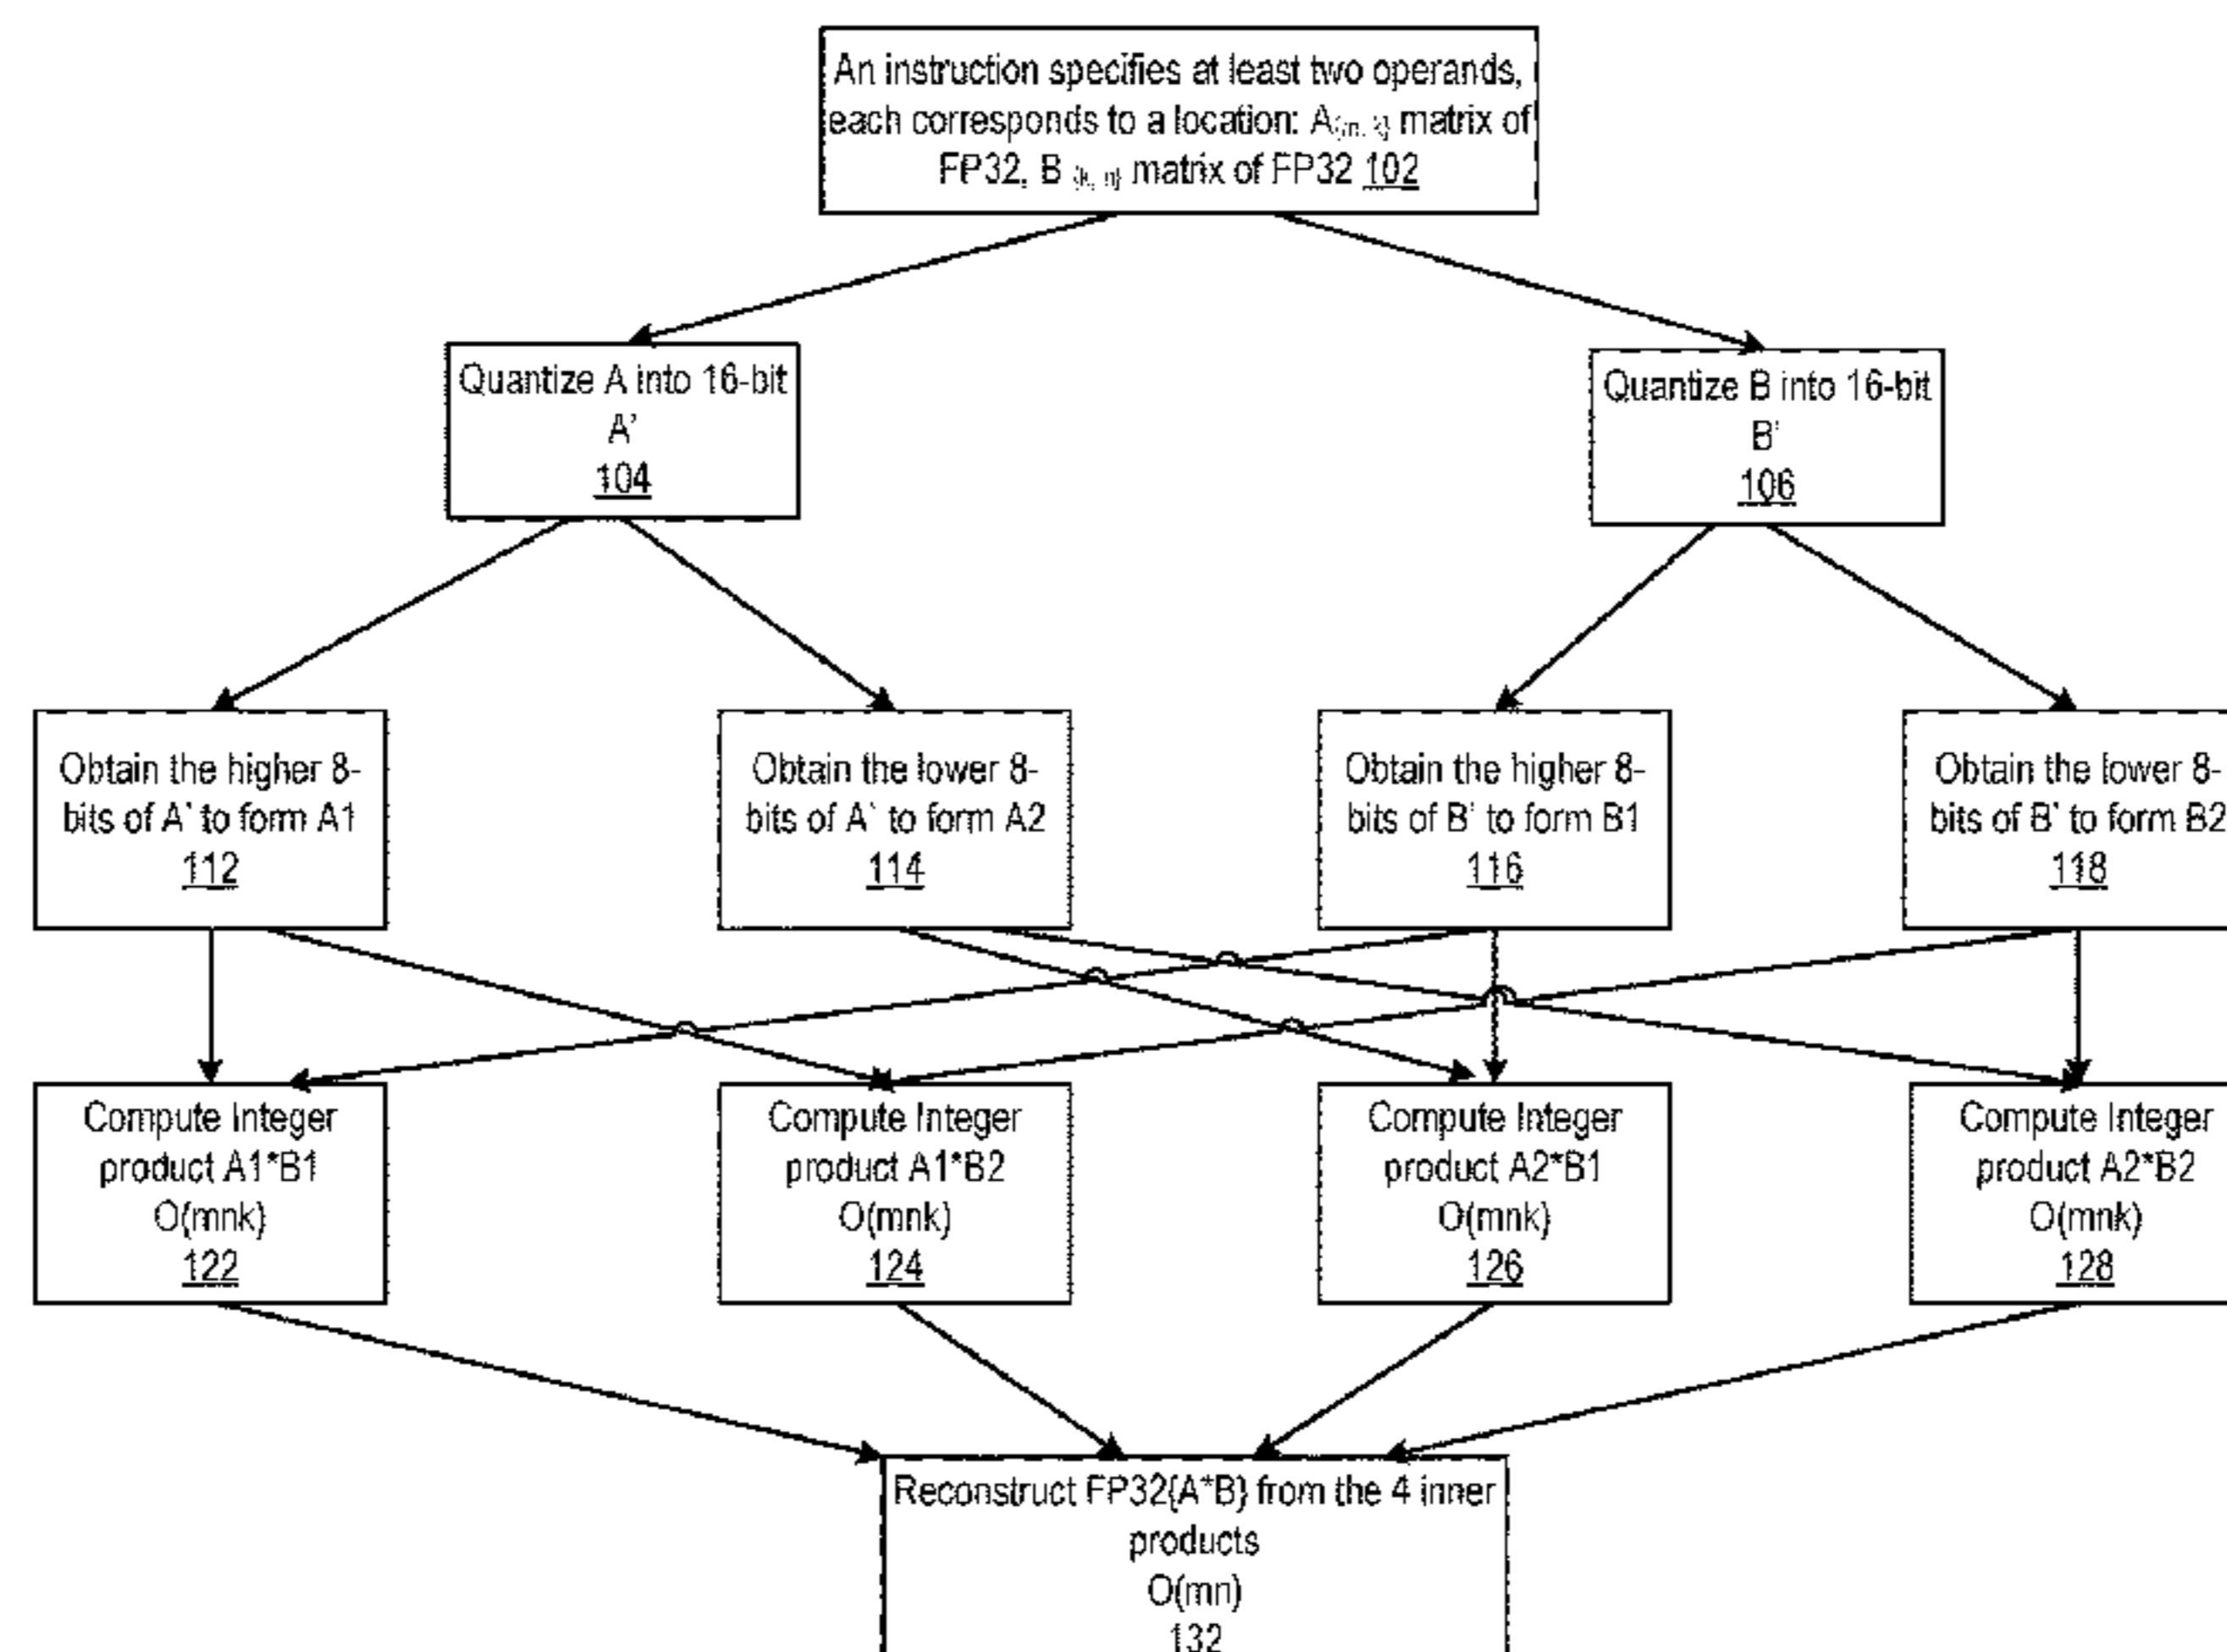 An instruction specifies at least two operands,
each corresponds to a location: A{m, k} matrix of
FP32, B {k, n} matrix of FP32 102
Quantize A into 16-bit
A'
104
Quantize B into 16-bit
B'
106
Obtain the higher 8-
bits of A' to form A1
112
Obtain the lower 8-
bits of A' to form A2
114
Obtain the higher 8-
bits of B' to form B1
116
Obtain the lower 8-
bits of B' to form B2
118
Compute Integer
product A1*B1
O(mnk)
122
Compute Integer
product A1*B2
O(mnk)
124
Compute Integer
product A2*B1
O(mnk)
126
Compute Integer
product A2*B2
O(mnk)
128
Reconstruct FP32{A*B} from the 4 inner
products
O(mn)
132